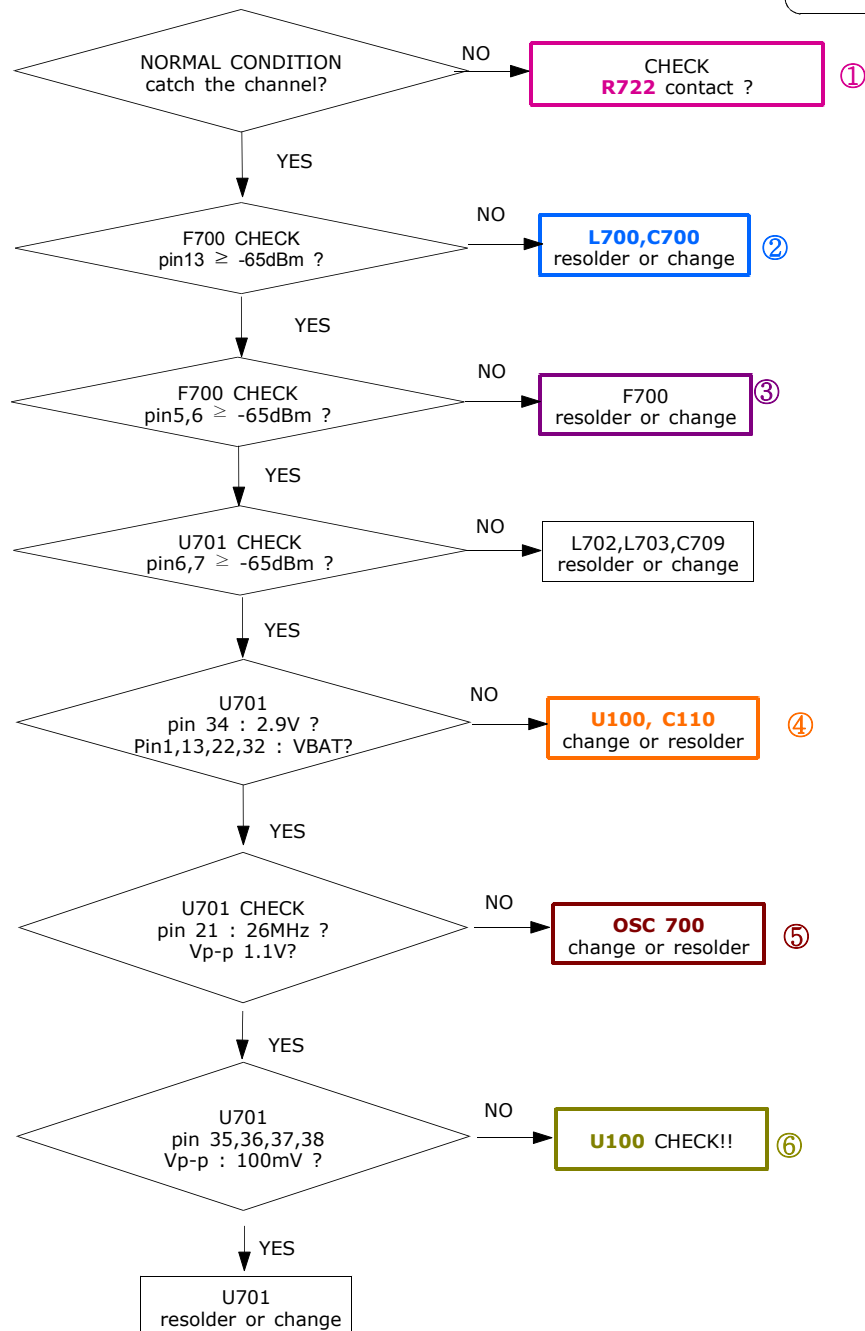 NORMAL CONDITION
catch the channel?
NO
CHECK
R722 contact ?
①
YES
F700 CHECK
pin13 ≥ -65dBm ?
NO
L700,C700
resolder or change
②
YES
F700 CHECK
pin5,6 ≥ -65dBm ?
NO
F700
resolder or change
③
YES
U701 CHECK
pin6,7 ≥ -65dBm ?
NO
L702,L703,C709
resolder or change
YES
U701
pin 34 : 2.9V ?
Pin1,13,22,32 : VBAT?
NO
U100, C110
change or resolder
④
YES
U701 CHECK
pin 21 : 26MHz ?
Vp-p 1.1V?
NO
OSC 700
change or resolder
⑤
YES
U701
pin 35,36,37,38
Vp-p : 100mV ?
NO
U100 CHECK!!
⑥
YES
U701
resolder or change